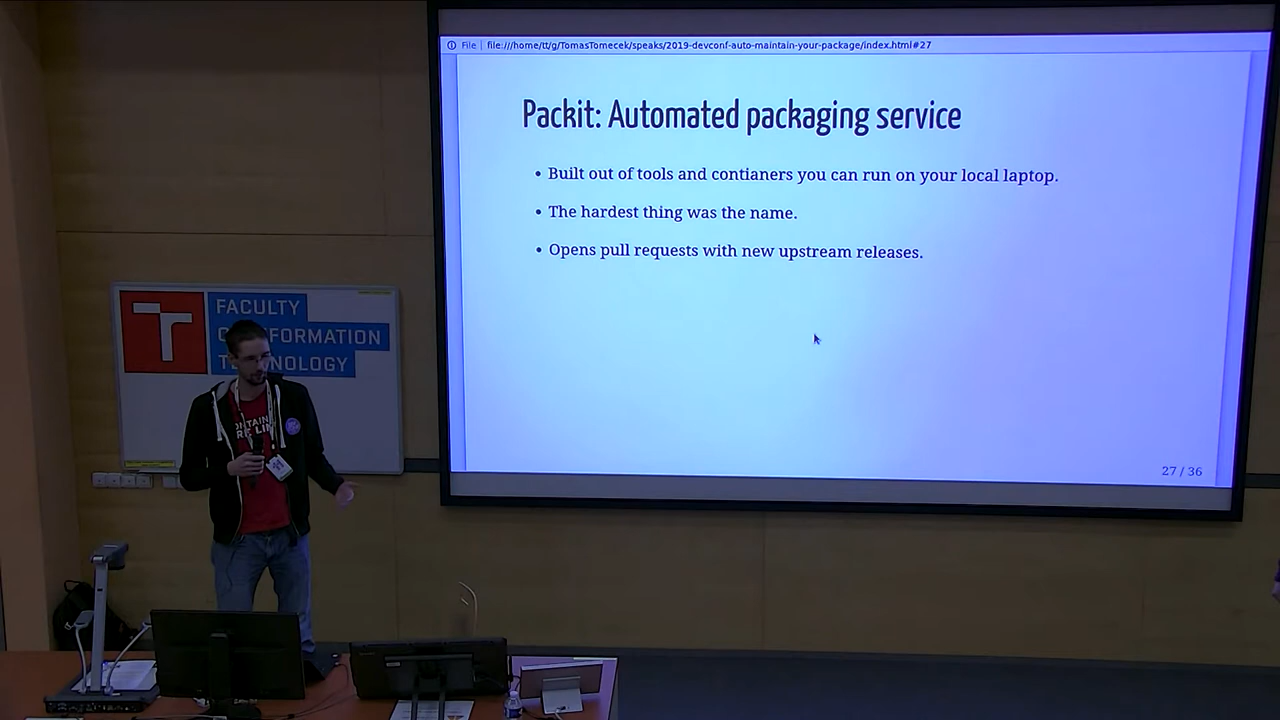 File file:///home/tt/g/TomasTomecek/speaks/2019-devconf-auto-maintain-your-package/index.html#27
Packit: Automated packaging service
• Built out of tools and contianers you can run on your local laptop.
• The hardest thing was the name.
• Opens pull requests with new upstream releases.
27 / 36
FACULTY
FORMATION
NOLOGY